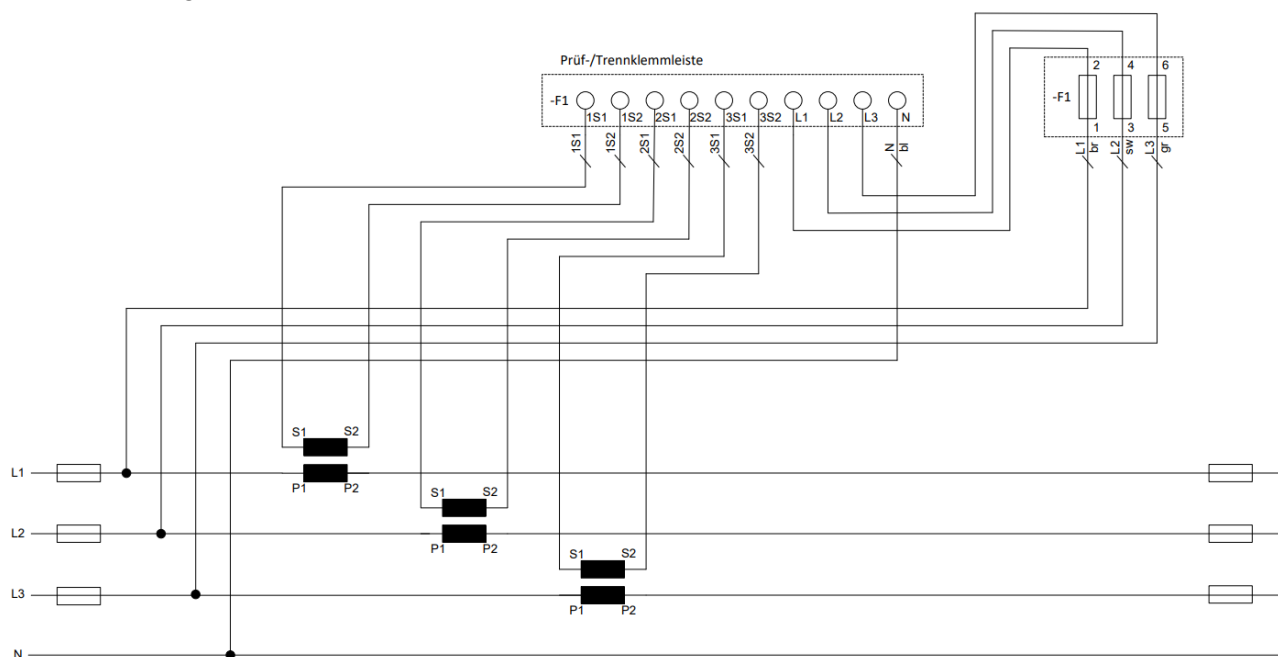 Prüf-/Trennklemmleiste
-F1
1S1 1S2 2S1 2S2 3S1 3S2 L1 L2 L3 N
1S1 1S2 2S1 2S2 3S1 3S2 N bl
2 4 6
-F1
1 3 5
L1 br L2 sw L3 gr
S1 S2
L1
P1 P2
S1 S2
L2
P1 P2
S1 S2
L3
P1 P2
N